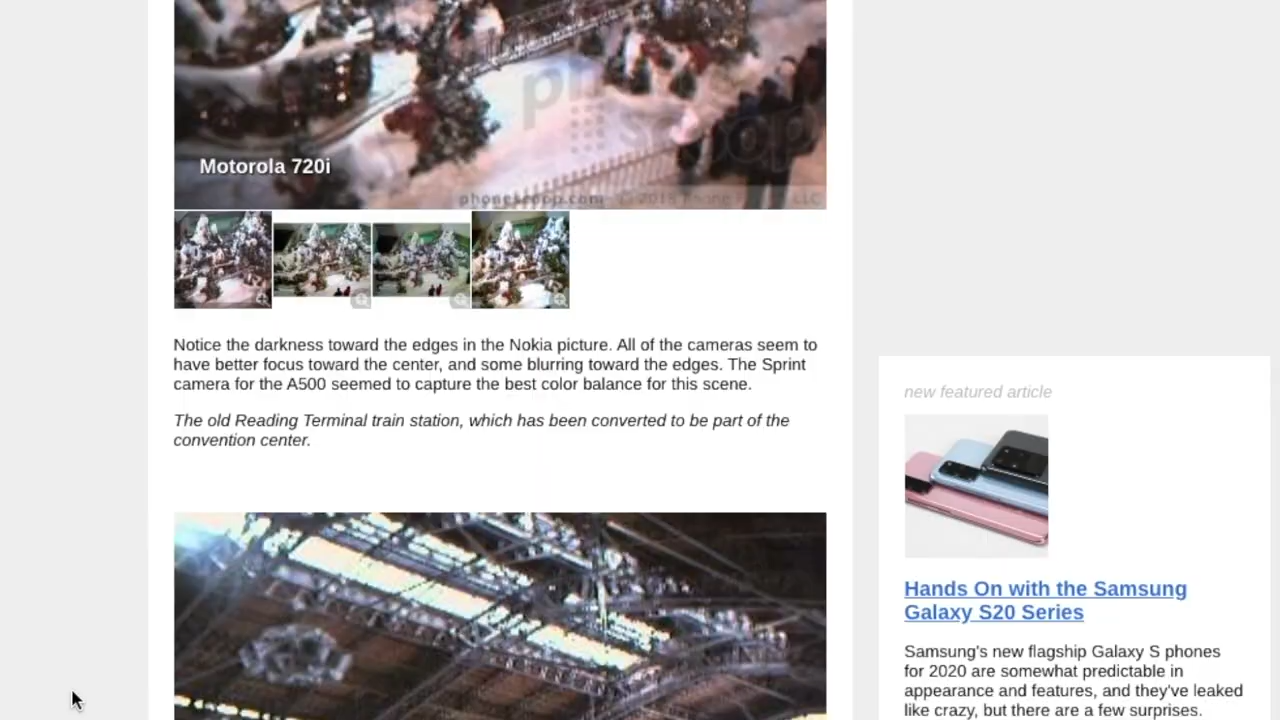 Motorola 720i
phonescoop.com © 2015 Phone LLC
Notice the darkness toward the edges in the Nokia picture. All of the cameras seem to
have better focus toward the center, and some blurring toward the edges. The Sprint
camera for the A500 seemed to capture the best color balance for this scene.
The old Reading Terminal train station, which has been converted to be part of the
convention center.
new featured article
Hands On with the Samsung
Galaxy S20 Series
Samsung's new flagship Galaxy S phones
for 2020 are somewhat predictable in
appearance and features, and they've leaked
like crazy, but there are a few surprises.